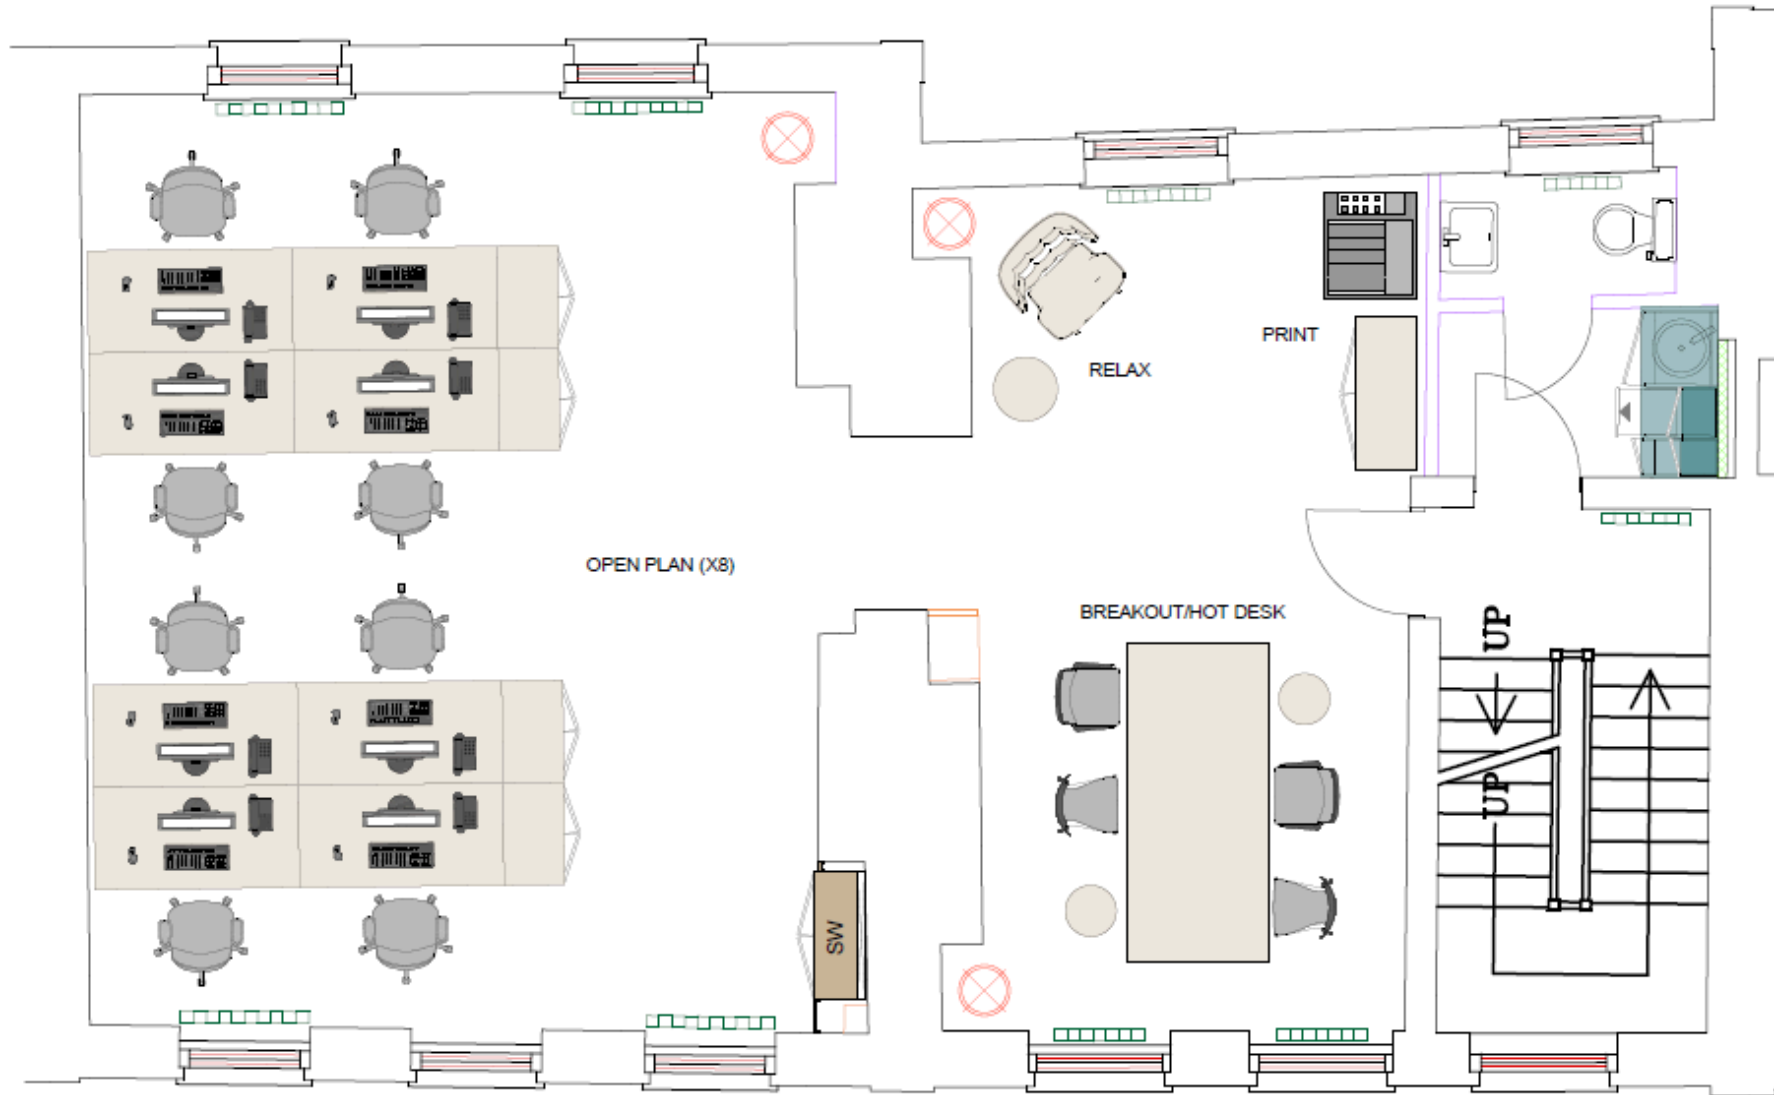 PRINT
RELAX
OPEN PLAN (X8)
BREAKOUT/HOT DESK
UP
UP
SW